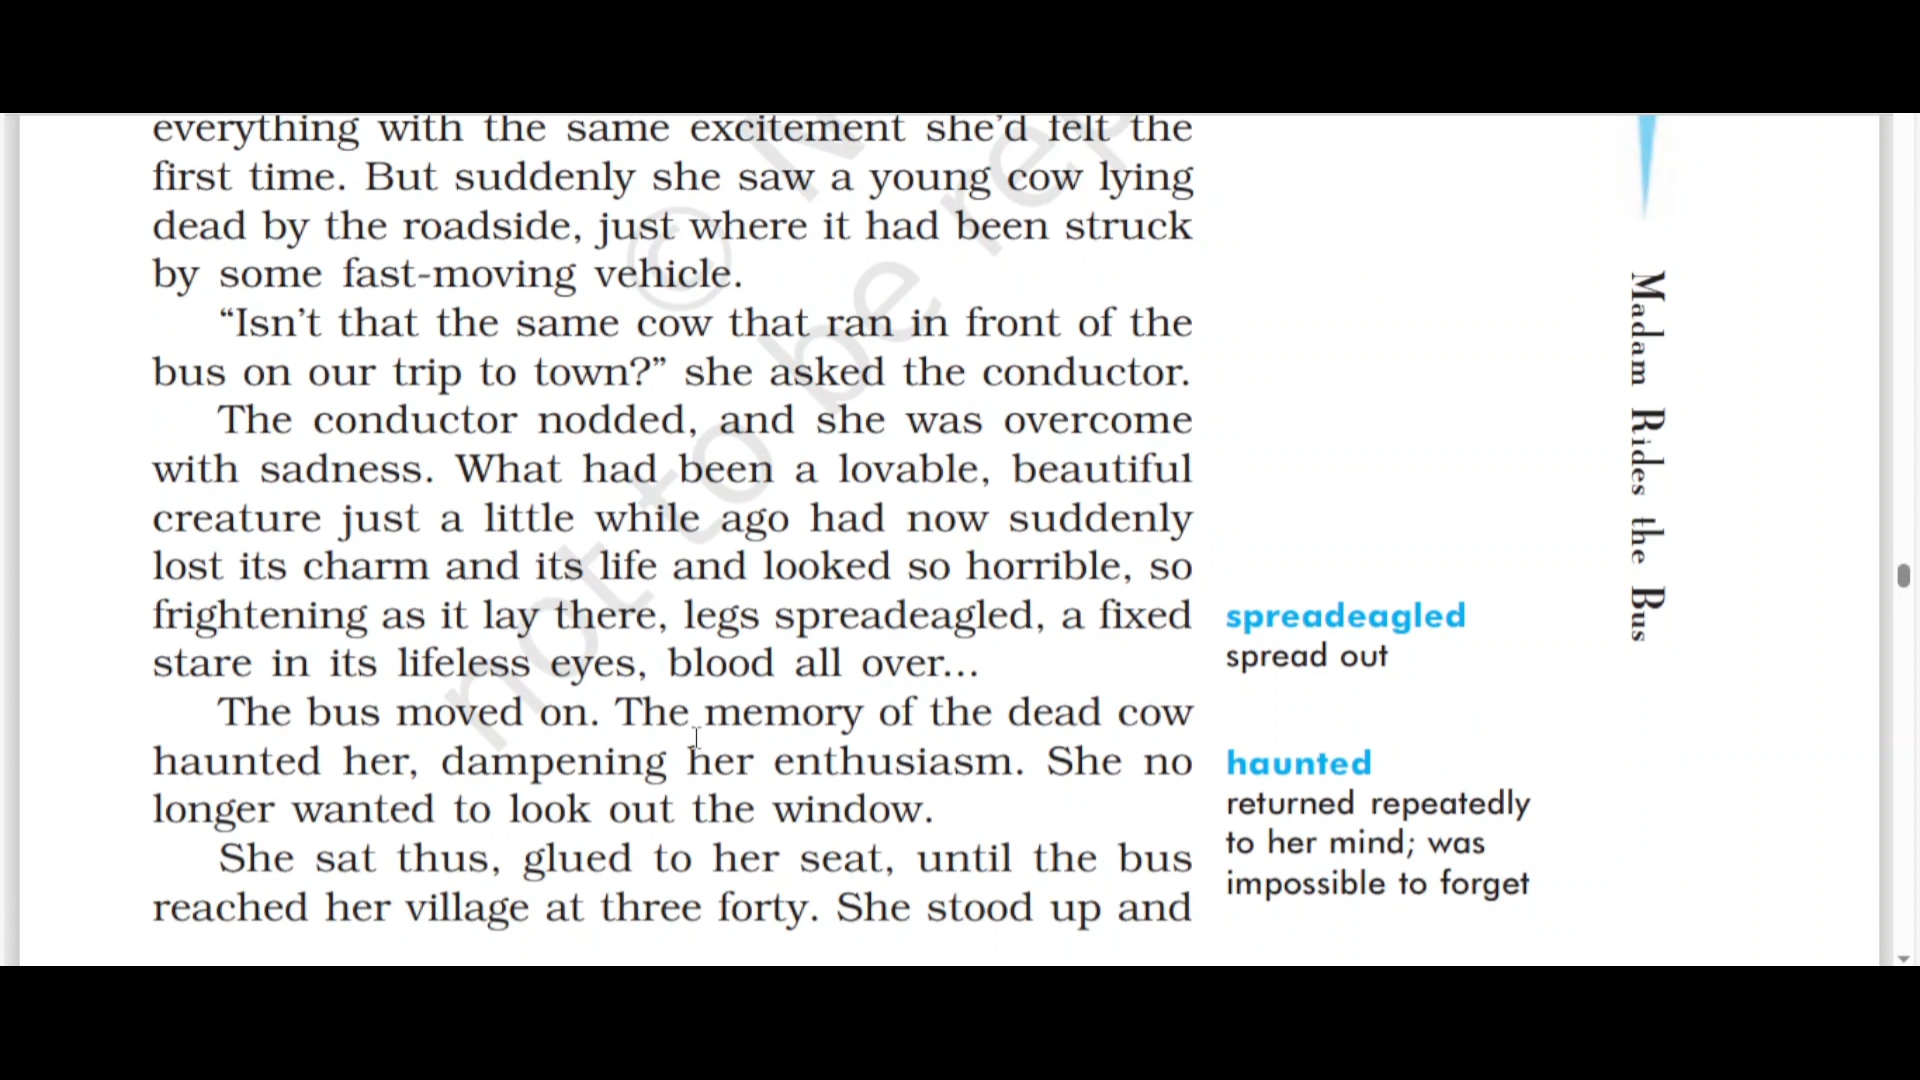 everything with the same excitement she'd felt the
first time. But suddenly she saw a young cow lying
dead by the roadside, just where it had been struck
by some fast-moving vehicle.
“Isn’t that the same cow that ran in front of the
bus on our trip to town?” she asked the conductor.
The conductor nodded, and she was overcome
with sadness. What had been a lovable, beautiful
creature just a little while ago had now suddenly
lost its charm and its life and looked so horrible, so
frightening as it lay there, legs spreadeagled, a fixed
stare in its lifeless eyes, blood all over...
The bus moved on. The memory of the dead cow
haunted her, dampening her enthusiasm. She no
longer wanted to look out the window.
She sat thus, glued to her seat, until the bus
reached her village at three forty. She stood up and
spreadeagled
spread out
haunted
returned repeatedly
to her mind; was
impossible to forget
Madam Rides the Bus
©
not to be